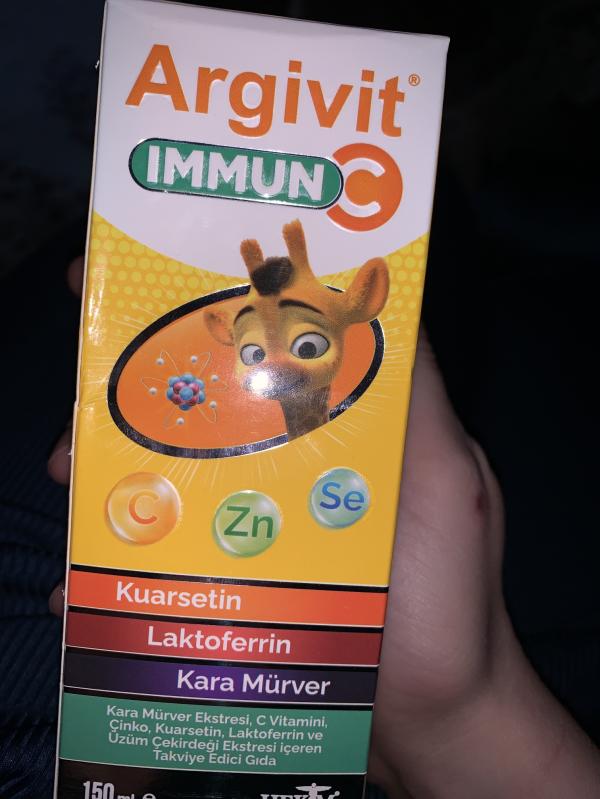 Argivit®
IMMUN C
C
Zn
Se
Kuarsetin
Laktoferrin
Kara Mürver
Kara Mürver Ekstresi, C Vitamini,
Çinko, Kuarsetin, Laktoferrin ve
Üzüm Çekirdeği Ekstresi içeren
Takviye Edici Gıda
150 mL ℮